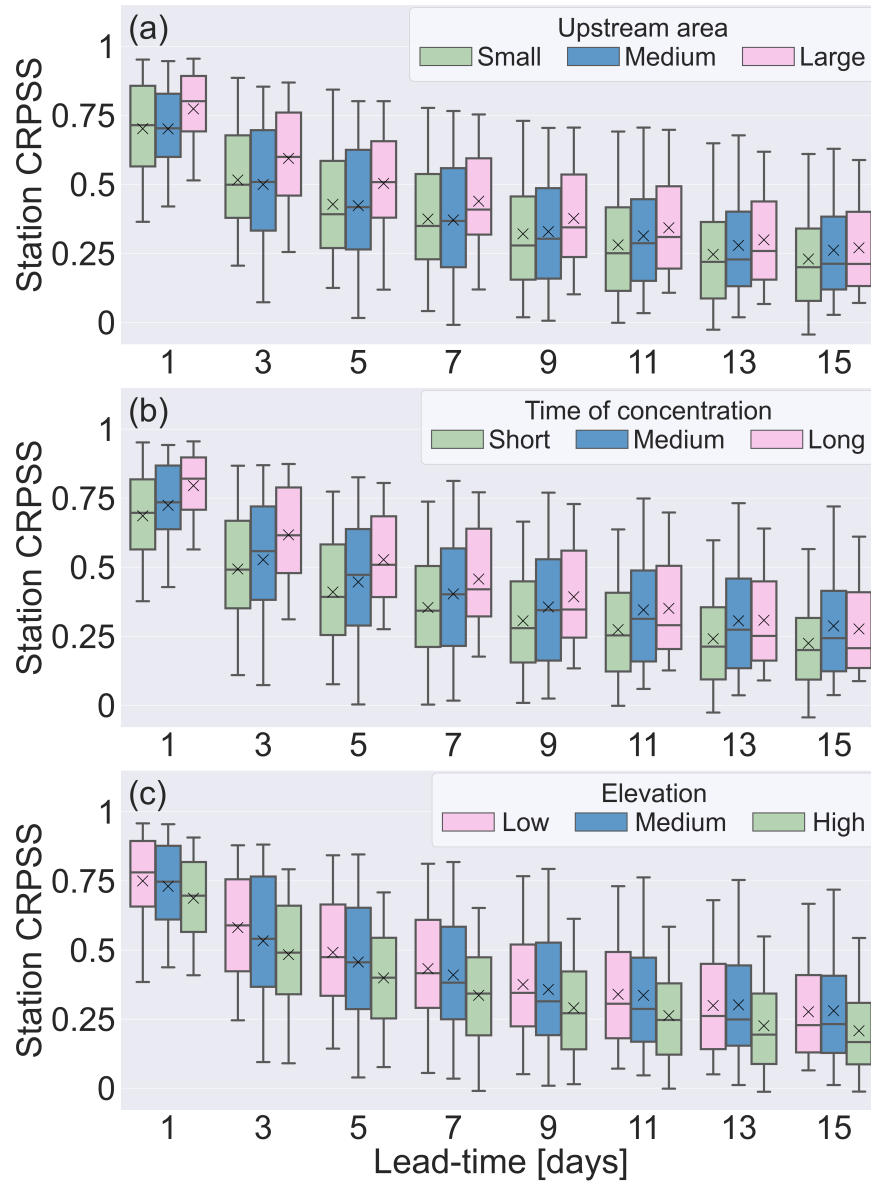 (a)
Upstream area
Small Medium Large
Station CRPSS
1
0.75
0.5
0.25
0
1 3 5 7 9 11 13 15
(b)
Time of concentration
Short Medium Long
Station CRPSS
1
0.75
0.5
0.25
0
1 3 5 7 9 11 13 15
(c)
Elevation
Low Medium High
Station CRPSS
1
0.75
0.5
0.25
0
1 3 5 7 9 11 13 15
Lead-time [days]